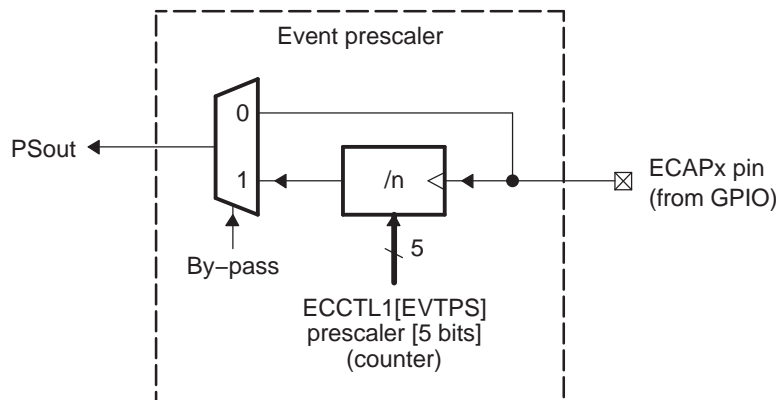 Event prescaler
0
PSout
1
/n
ECAPx pin
(from GPIO)
5
By−pass
ECCTL1[EVTPS]
prescaler [5 bits]
(counter)